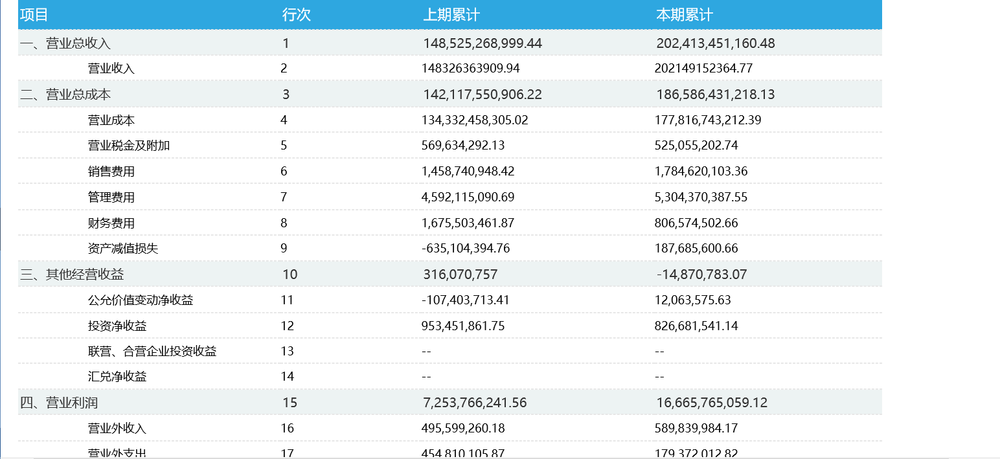 项目 行次 上期累计 本期累计
一、营业总收入 1 148,525,268,999.44 202,413,451,160.48
营业收入 2 148326363909.94 202149152364.77
二、营业总成本 3 142,117,550,906.22 186,586,431,218.13
营业成本 4 134,332,458,305.02 177,816,743,212.39
营业税金及附加 5 569,634,292.13 525,055,202.74
销售费用 6 1,458,740,948.42 1,784,620,103.36
管理费用 7 4,592,115,090.69 5,304,370,387.55
财务费用 8 1,675,503,461.87 806,574,502.66
资产减值损失 9 -635,104,394.76 187,685,600.66
三、其他经营收益 10 316,070,757 -14,870,783.07
公允价值变动净收益 11 -107,403,713.41 12,063,575.63
投资净收益 12 953,451,861.75 826,681,541.14
联营、合营企业投资收益 13 -- --
汇兑净收益 14 -- --
四、营业利润 15 7,253,766,241.56 16,665,765,059.12
营业外收入 16 495,599,260.18 589,839,984.17
营业外支出 17 454,810,105.87 179,372,012.82